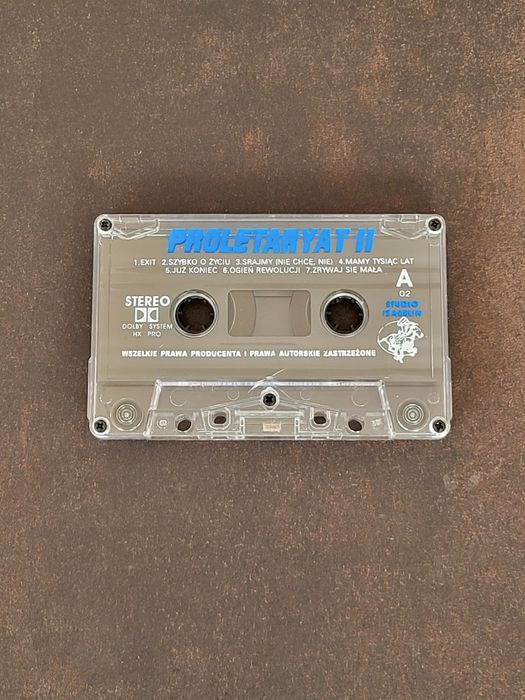 PROLETARYAT II
1.EXIT 2.SZYBKO O ŻYCIU 3.SRAJMY (NIE CHCĘ, NIE) 4.MAMY TYSIĄC LAT
5.JUŻ KONIEC 6.OGIEŃ REWOLUCJI 7.ZRYWAJ SIĘ MAŁA
STEREO
DOLBY SYSTEM
HX PRO
A
02
STUDIO
IZABELIN
WSZELKIE PRAWA PRODUCENTA I PRAWA AUTORSKIE ZASTRZEŻONE